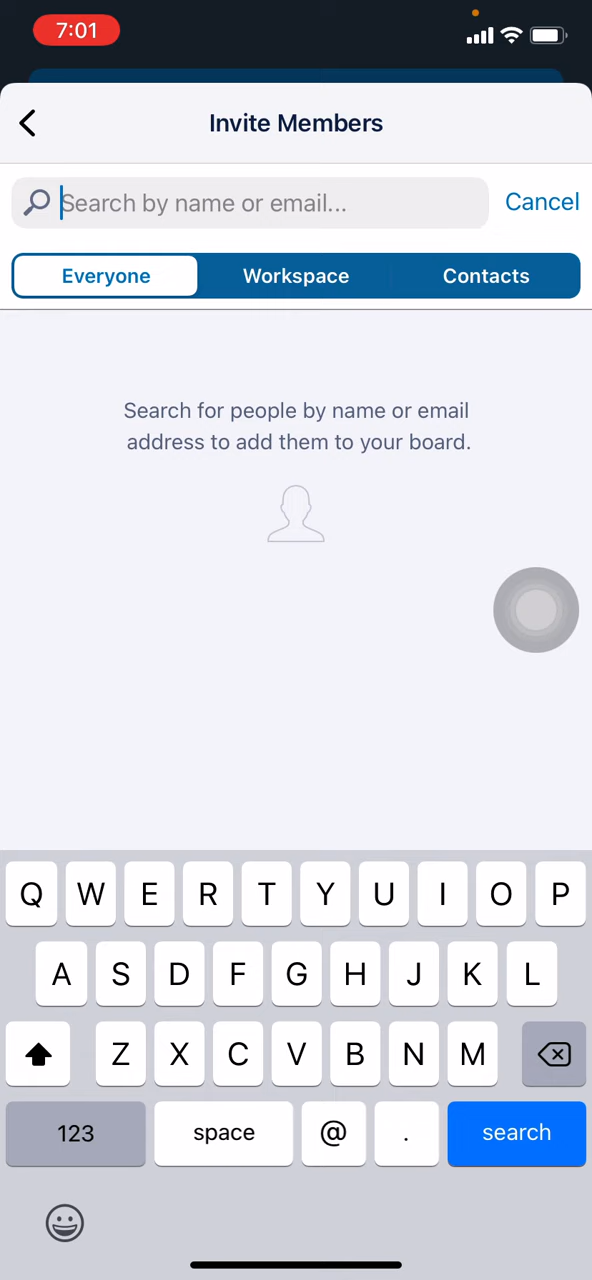 7:01
Invite Members
Search by name or email...
Cancel
Everyone
Workspace
Contacts
Search for people by name or email
address to add them to your board.
Q W E R T Y U I O P
A S D F G H J K L
Z X C V B N M
123
space
@
.
search